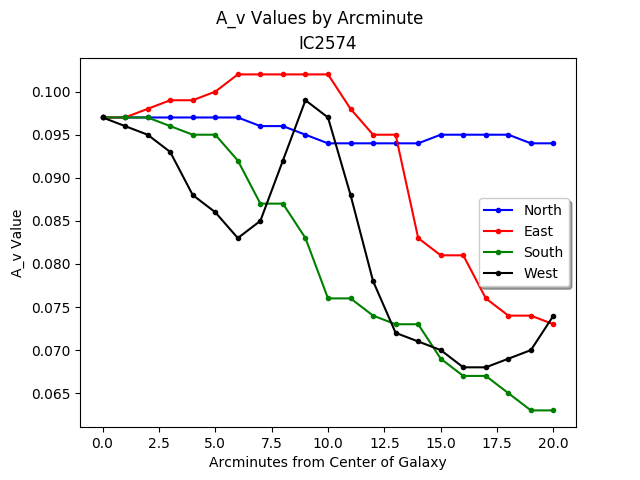 A_v Values by Arcminute
IC2574
0.100
0.095
0.090
0.085
0.080
0.075
0.070
0.065
A_v Value
North
East
South
West
0.0 2.5 5.0 7.5 10.0 12.5 15.0 17.5 20.0
Arcminutes from Center of Galaxy